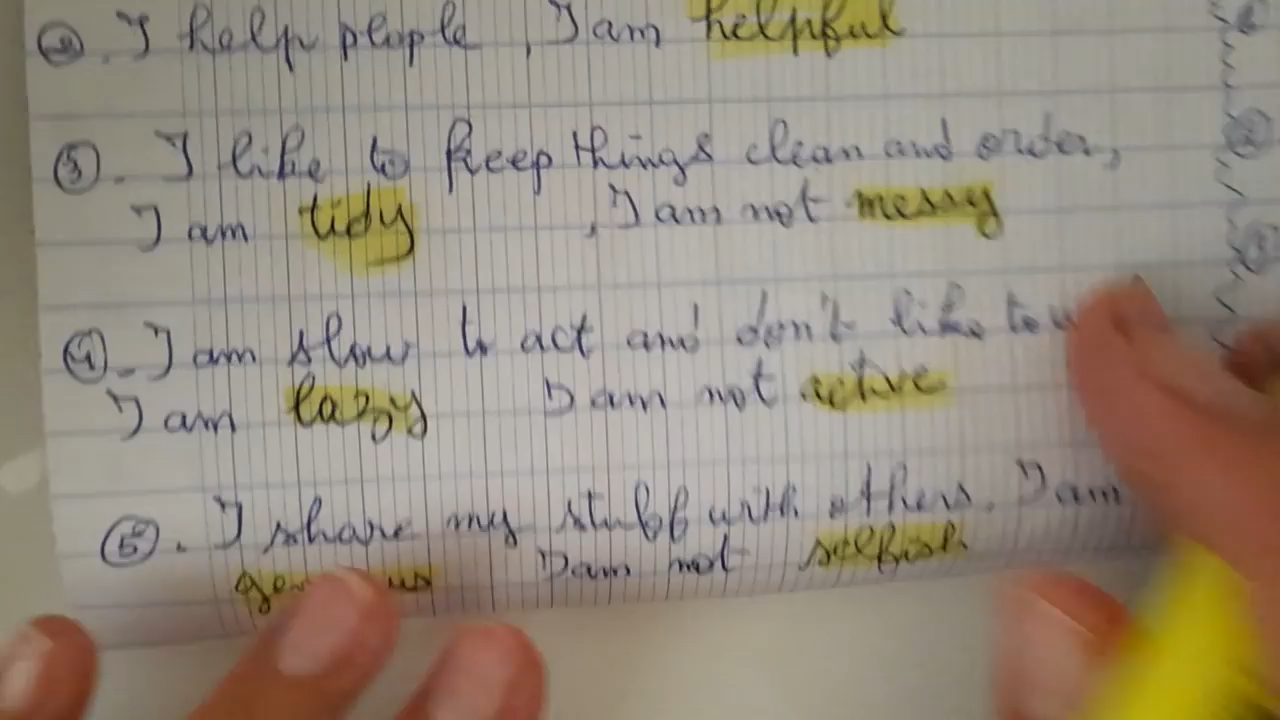 ②. I help people, I am helpful
③. I like to keep things clean and order,
I am tidy , I am not messy
④. I am slow to act and don't like to
I am lazy I am not active
⑤. I share my stuff with others. I am
I am not selfish